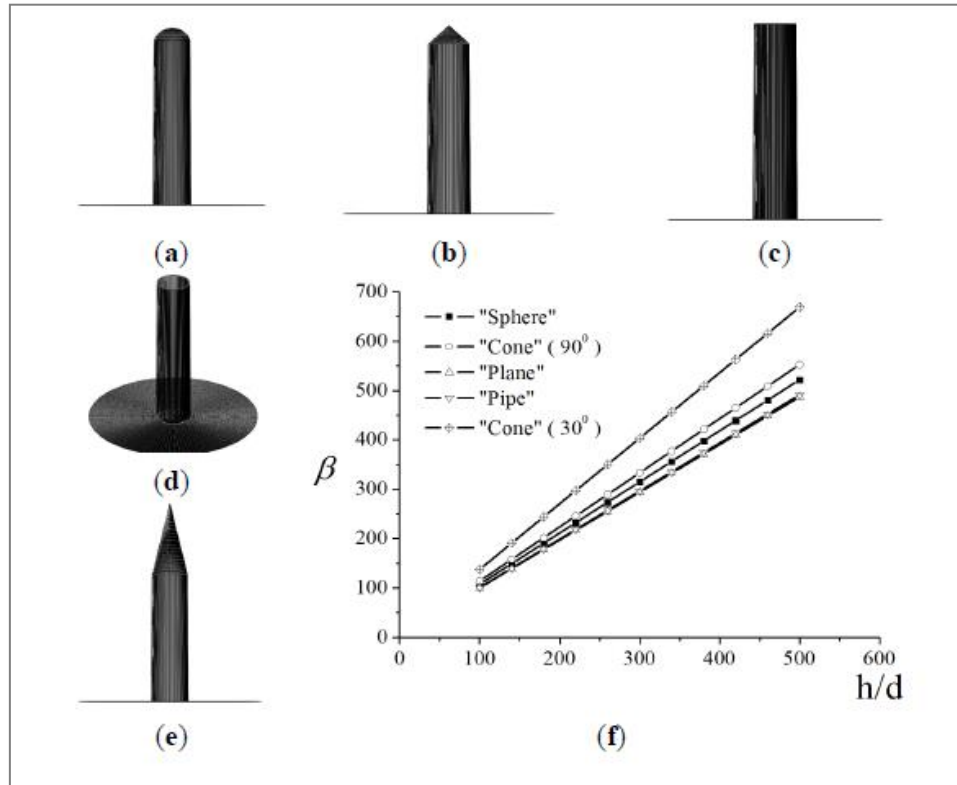 (a)
(b)
(c)
(d)
(e)
700
600
500
400
300
200
100
0
β
"Sphere"
"Cone" ( 90⁰ )
"Plane"
"Pipe"
"Cone" ( 30⁰ )
0 100 200 300 400 500 600
h/d
(f)